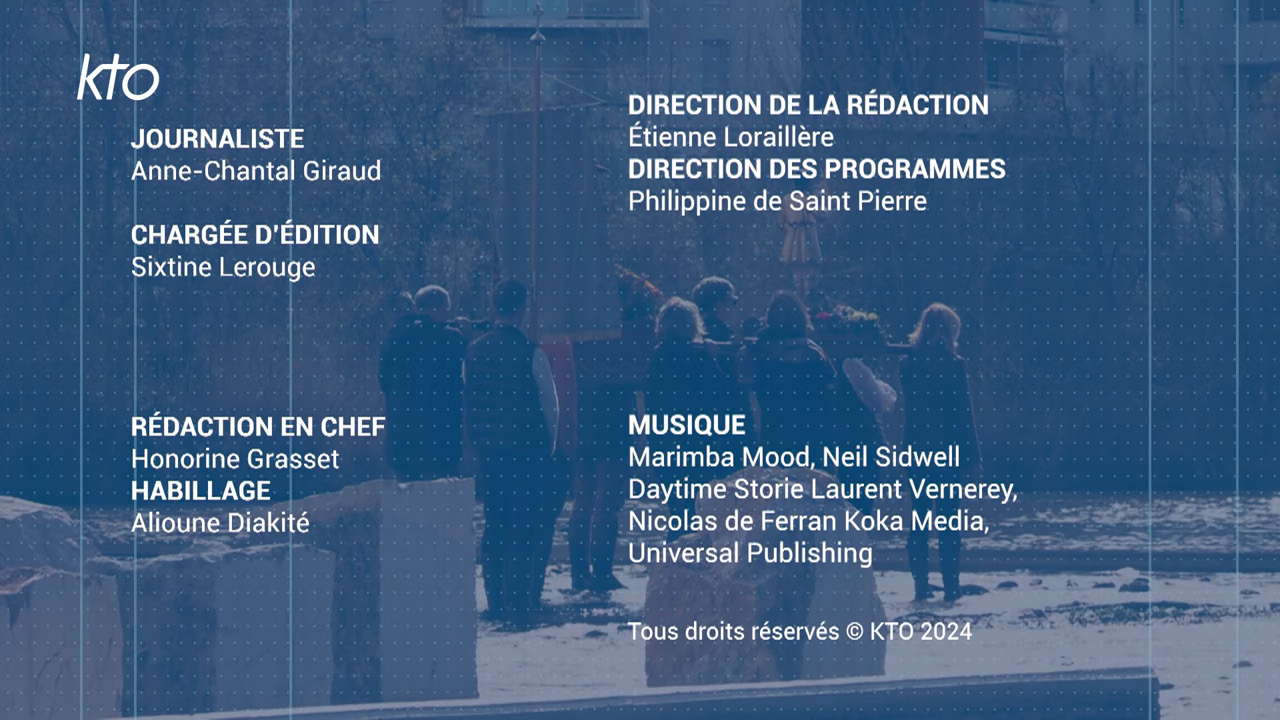 kto
JOURNALISTE
Anne-Chantal Giraud
CHARGÉE D'ÉDITION
Sixtine Lerouge
RÉDACTION EN CHEF
Honorine Grasset
HABILLAGE
Alioune Diakité
DIRECTION DE LA RÉDACTION
Étienne Loraillère
DIRECTION DES PROGRAMMES
Philippine de Saint Pierre
MUSIQUE
Marimba Mood, Neil Sidwell
Daytime Storie Laurent Vernerey,
Nicolas de Ferran Koka Media,
Universal Publishing
Tous droits réservés © KTO 2024